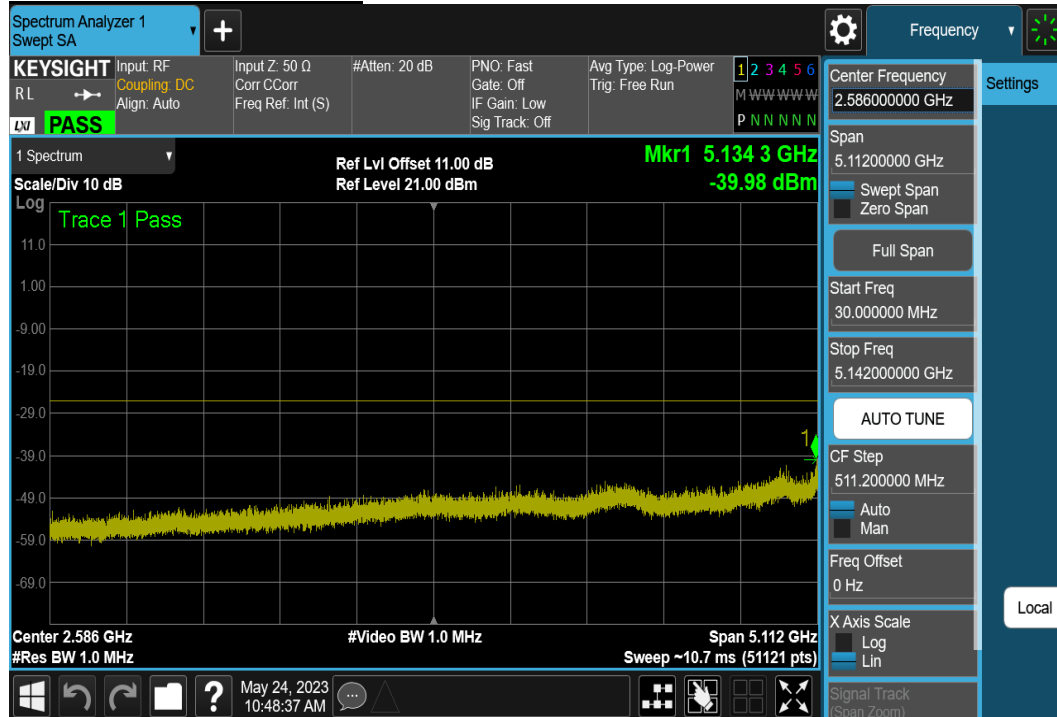 Spectrum Analyzer 1
Swept SA
+
Frequency
KEYSIGHT
RL
LXI PASS
Input: RF
Coupling: DC
Align: Auto
Input Z: 50 Ω
Corr CCorr
Freq Ref: Int (S)
#Atten: 20 dB
PNO: Fast
Gate: Off
IF Gain: Low
Sig Track: Off
Avg Type: Log-Power
Trig: Free Run
1 2 3 4 5 6
M W W W W W
P N N N N N
1 Spectrum
Scale/Div 10 dB
Log
Ref Lvl Offset 11.00 dB
Ref Level 21.00 dBm
Mkr1 5.134 3 GHz
-39.98 dBm
Trace 1 Pass
11.0
1.00
-9.00
-19.0
-29.0
-39.0
-49.0
-59.0
-69.0
1
Center 2.586 GHz
#Res BW 1.0 MHz
#Video BW 1.0 MHz
Span 5.112 GHz
Sweep ~10.7 ms (51121 pts)
?
May 24, 2023
10:48:37 AM
Center Frequency
2.586000000 GHz
Span
5.11200000 GHz
Swept Span
Zero Span
Full Span
Start Freq
30.000000 MHz
Stop Freq
5.142000000 GHz
AUTO TUNE
CF Step
511.200000 MHz
Auto
Man
Freq Offset
0 Hz
X Axis Scale
Log
Lin
Signal Track
(Span Zoom)
Settings
Local